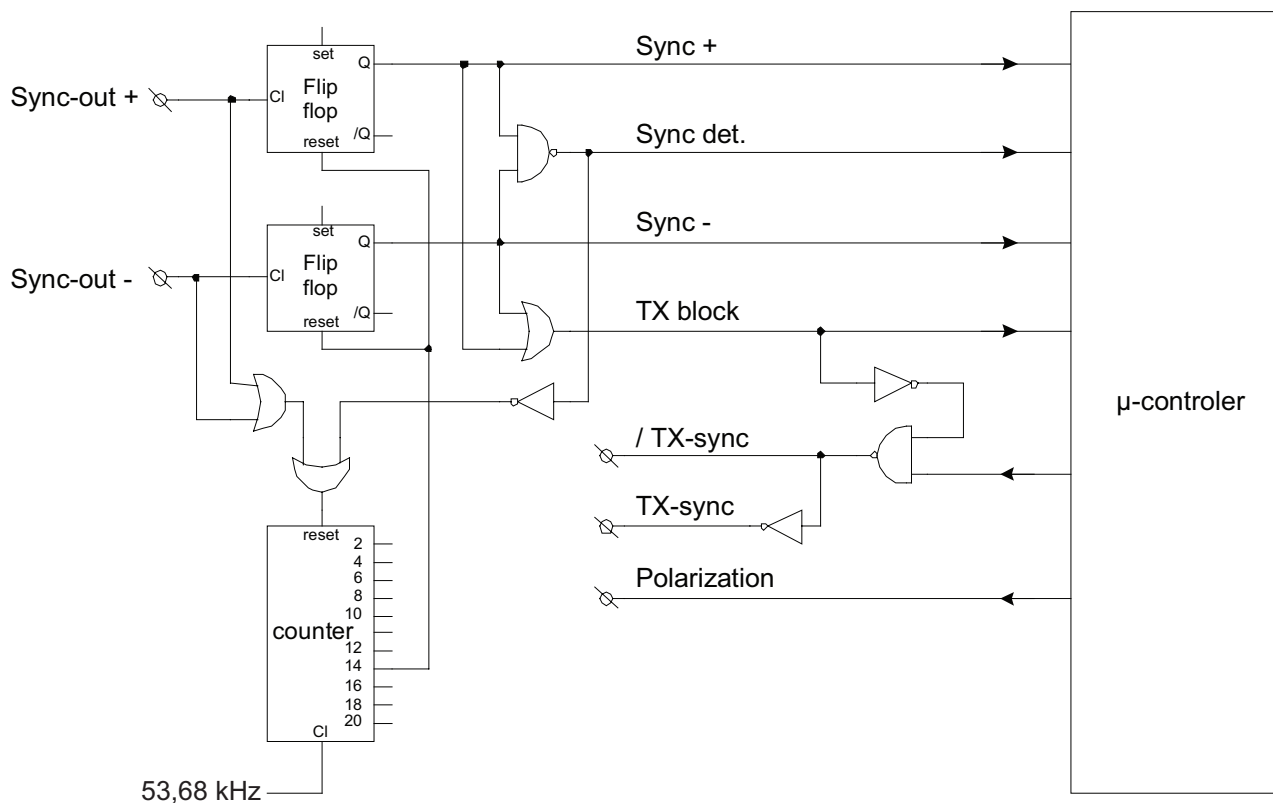 set
Q
Sync +
Flip
flop
Sync-out +
Cl
/Q
reset
Sync det.
set
Q
Sync -
Flip
flop
Sync-out -
Cl
/Q
reset
TX block
µ-controler
/ TX-sync
TX-sync
reset
2
4
6
8
10
counter
12
14
16
18
20
Cl
Polarization
53,68 kHz